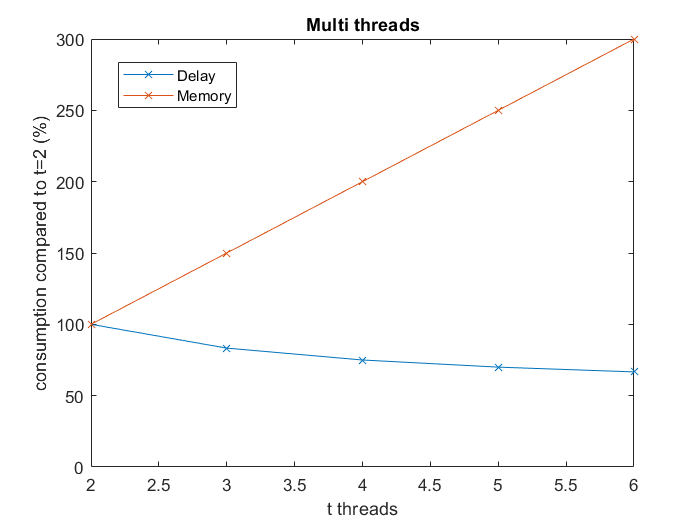 Multi threads
300
250
200
150
100
50
0
consumption compared to t=2 (%)
Delay
Memory
2 2.5 3 3.5 4 4.5 5 5.5 6
t threads